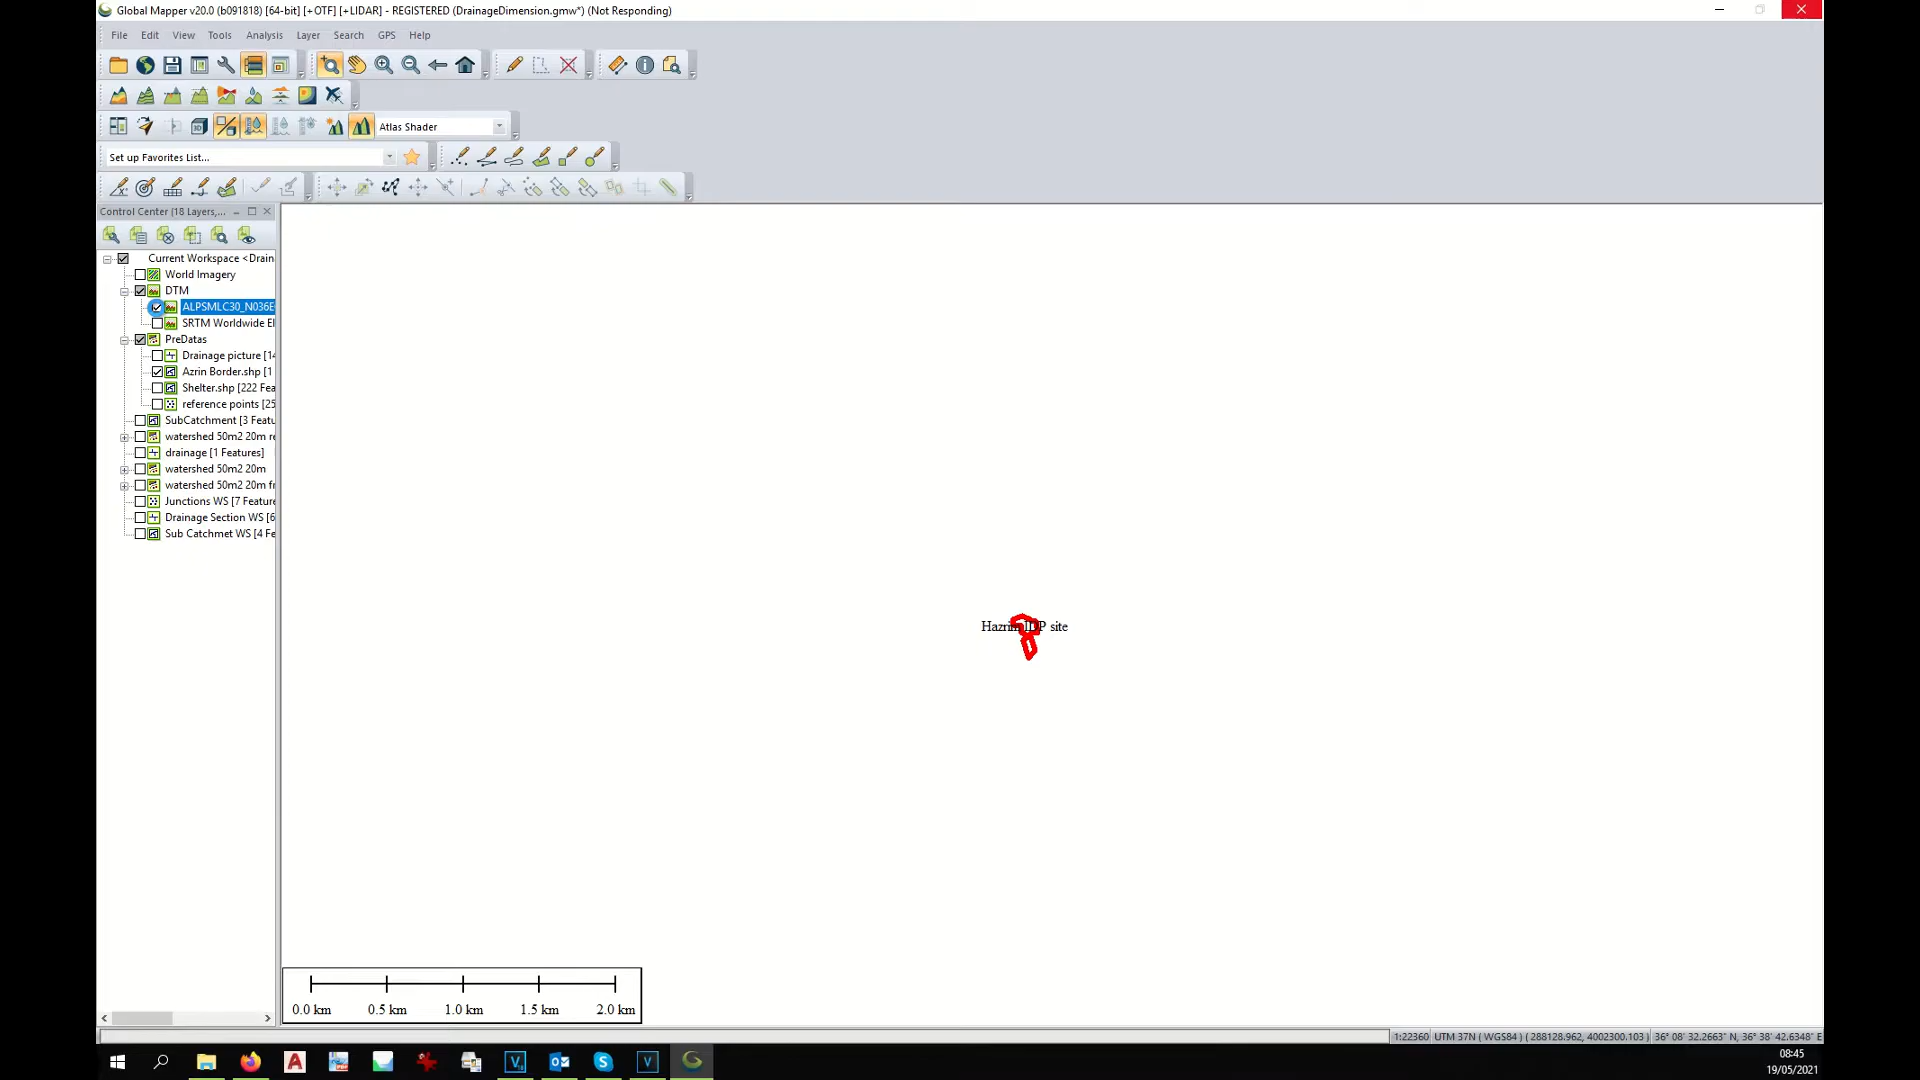 Global Mapper v20.0 (b091818) [64-bit] [+OTF] [+LIDAR] - REGISTERED (DrainageDimension.gmw*) (Not Responding)
File Edit View Tools Analysis Layer Search GPS Help
Atlas Shader
Set up Favorites List...
Control Center (18 Layers,...
Current Workspace <Drain
World Imagery
DTM
ALPSMLC30_N036E
SRTM Worldwide El
PreDatas
Drainage picture [14
Azrin Border.shp [1
Shelter.shp [222 Fea
reference points [25
SubCatchment [3 Featu
watershed 50m2 20m re
drainage [1 Features]
watershed 50m2 20m
watershed 50m2 20m fr
Junctions WS [7 Feature
Drainage Section WS [6
Sub Catchmet WS [4 Fe
IDP site
0.0 km 0.5 km 1.0 km 1.5 km 2.0 km
1:22360 UTM 37N ( WGS84 ) ( 288128.962, 4002300.103 ) 36° 08' 32.2663" N, 36° 38' 42.6348" E
08:45
19/05/2021